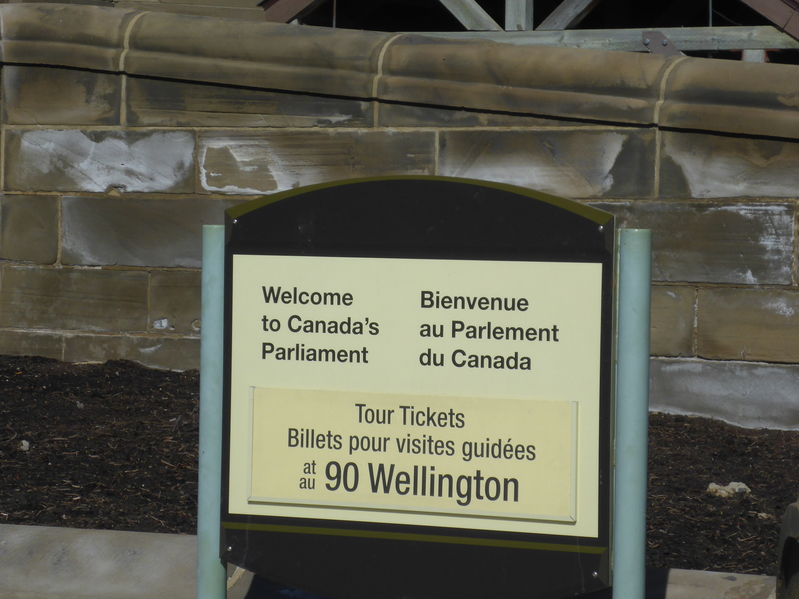 Welcome
to Canada's
Parliament
Bienvenue
au Parlement
du Canada
Tour Tickets
Billets pour visites guidées
at
au
90 Wellington